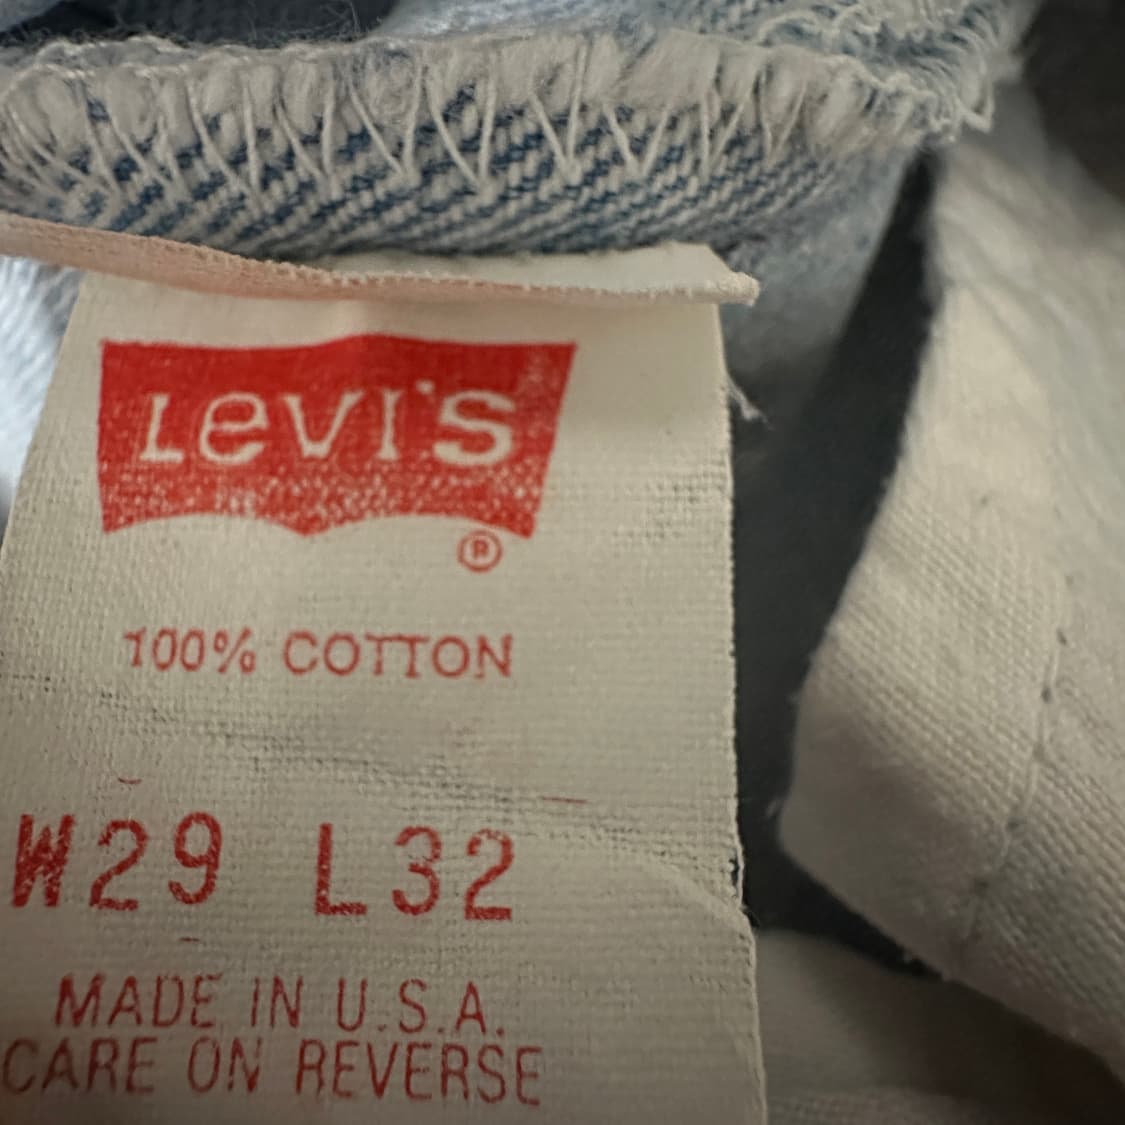 Levi's
®
100% COTTON
W29 L32
MADE IN U.S.A.
CARE ON REVERSE